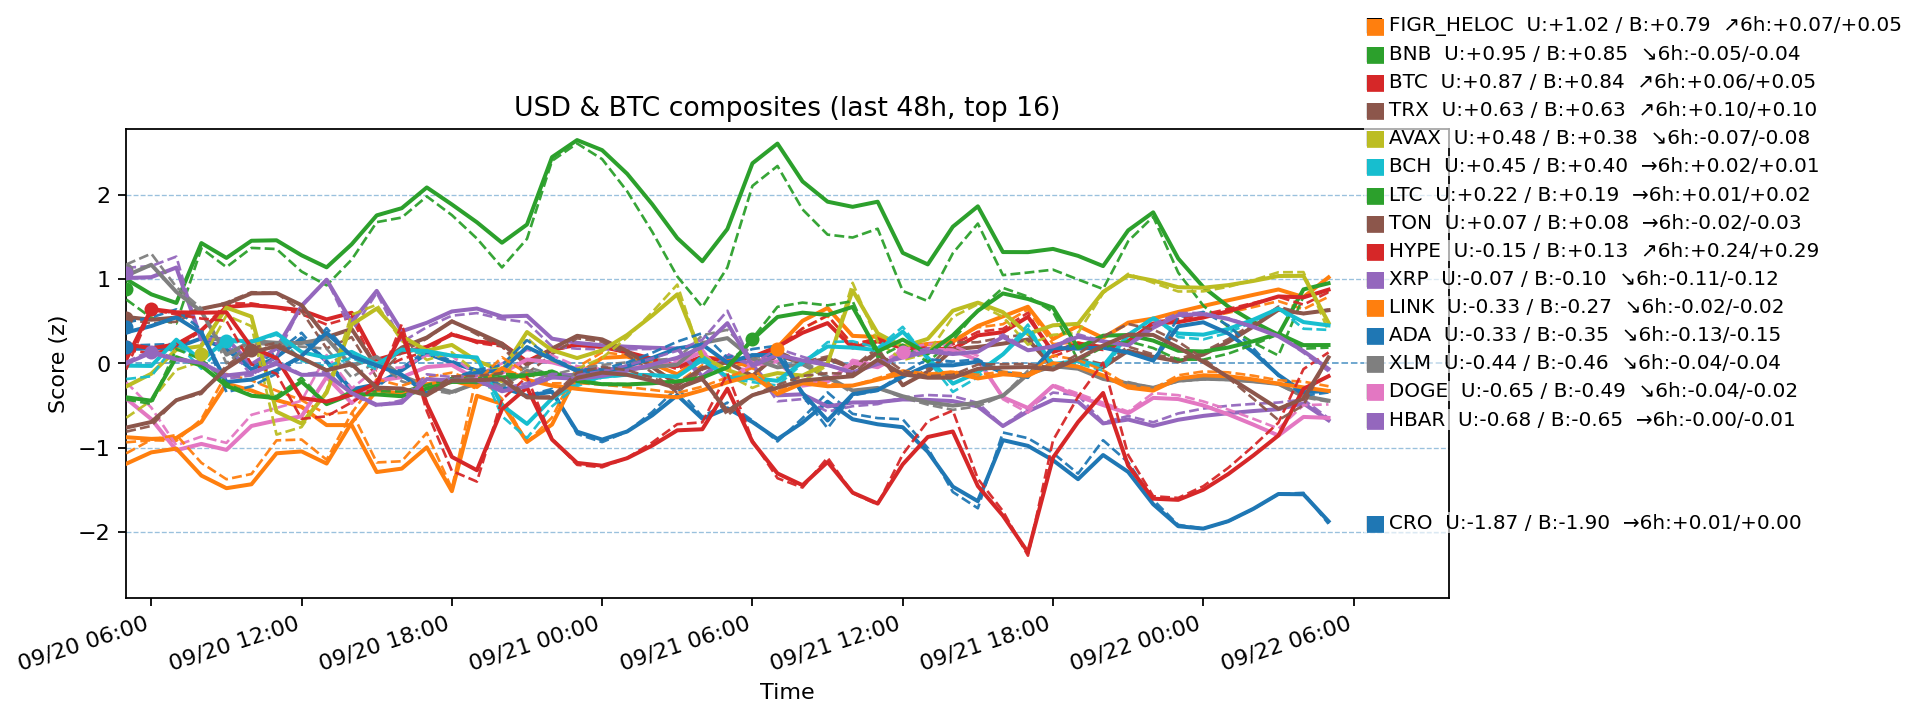 FIGR_HELOC U:+1.02 / B:+0.79 ↗6h:+0.07/+0.05
BNB U:+0.95 / B:+0.85 ↘6h:-0.05/-0.04
BTC U:+0.87 / B:+0.84 ↗6h:+0.06/+0.05
TRX U:+0.63 / B:+0.63 ↗6h:+0.10/+0.10
AVAX U:+0.48 / B:+0.38 ↘6h:-0.07/-0.08
BCH U:+0.45 / B:+0.40 →6h:+0.02/+0.01
LTC U:+0.22 / B:+0.19 →6h:+0.01/+0.02
TON U:+0.07 / B:+0.08 →6h:-0.02/-0.03
HYPE U:-0.15 / B:+0.13 ↗6h:+0.24/+0.29
XRP U:-0.07 / B:-0.10 ↘6h:-0.11/-0.12
LINK U:-0.33 / B:-0.27 ↘6h:-0.02/-0.02
ADA U:-0.33 / B:-0.35 ↘6h:-0.13/-0.15
XLM U:-0.44 / B:-0.46 ↘6h:-0.04/-0.04
DOGE U:-0.65 / B:-0.49 ↘6h:-0.04/-0.02
HBAR U:-0.68 / B:-0.65 →6h:-0.00/-0.01
CRO U:-1.87 / B:-1.90 →6h:+0.01/+0.00
USD & BTC composites (last 48h, top 16)
Score (z)
2
1
0
−1
−2
09/20 06:00
09/20 12:00
09/20 18:00
09/21 00:00
09/21 06:00
09/21 12:00
09/21 18:00
09/22 00:00
09/22 06:00
Time